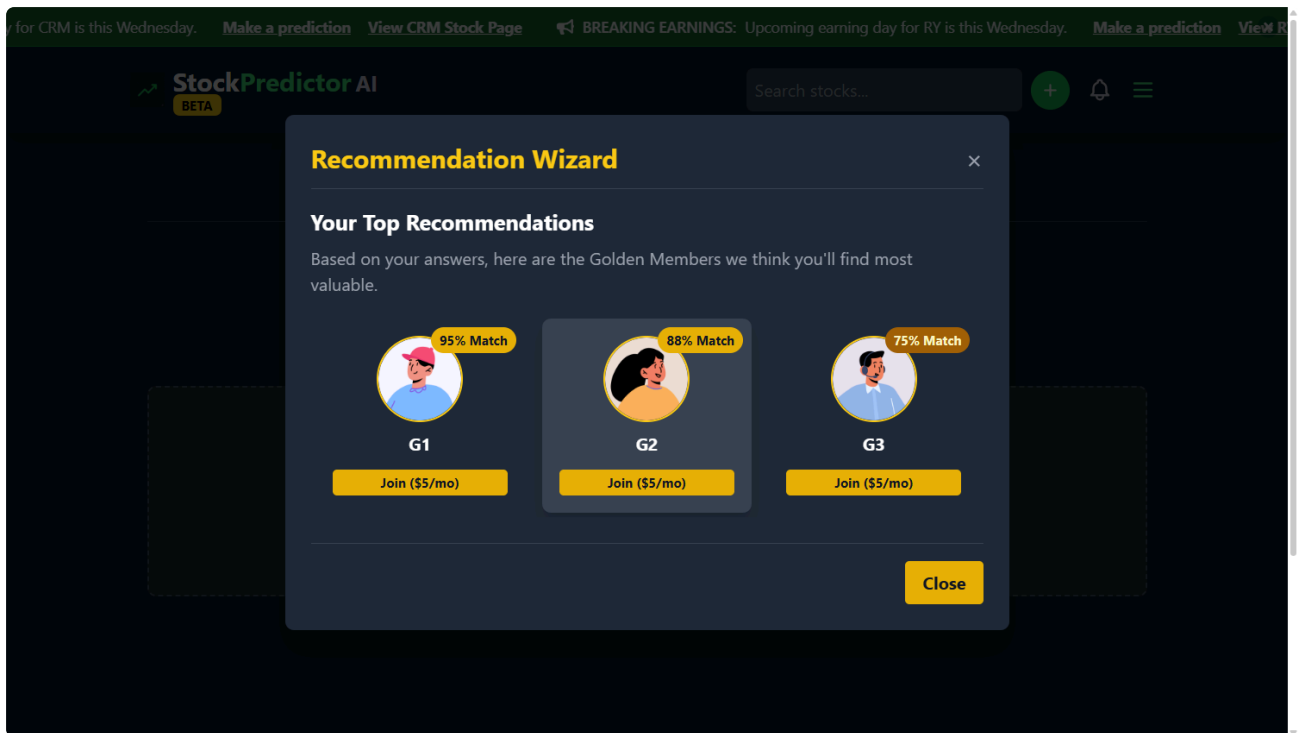 for CRM is this Wednesday. Make a prediction View CRM Stock Page BREAKING EARNINGS: Upcoming earning day for RY is this Wednesday. Make a prediction View R
StockPredictor AI
BETA
Search stocks...
Recommendation Wizard
Your Top Recommendations
Based on your answers, here are the Golden Members we think you'll find most
valuable.
95% Match
88% Match
75% Match
G1
G2
G3
Join ($5/mo)
Join ($5/mo)
Join ($5/mo)
Close